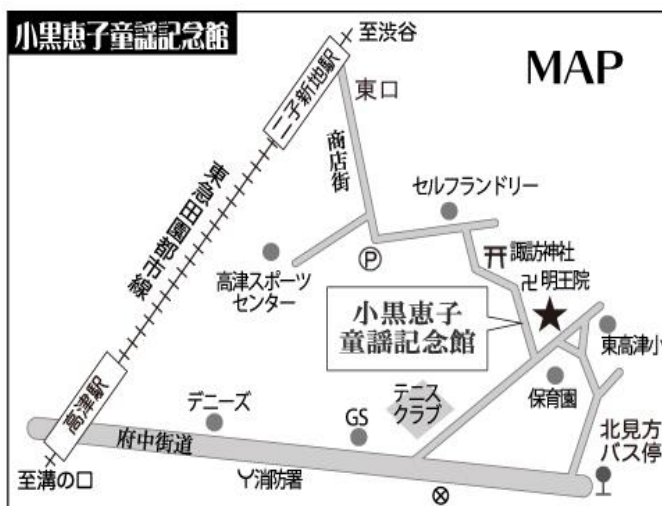 小黒恵子童謡記念館
至渋谷
MAP
二子新地駅
東口
商店街
セルフランドリー
東急田園都市線
P
高津スポーツ
センター
諏訪神社
卍 明王院
小黒恵子
童謡記念館
東高津小
保育園
テニス
クラブ
高津駅
デニーズ
GS
府中街道
北見方
バス停
至溝の口
消防署